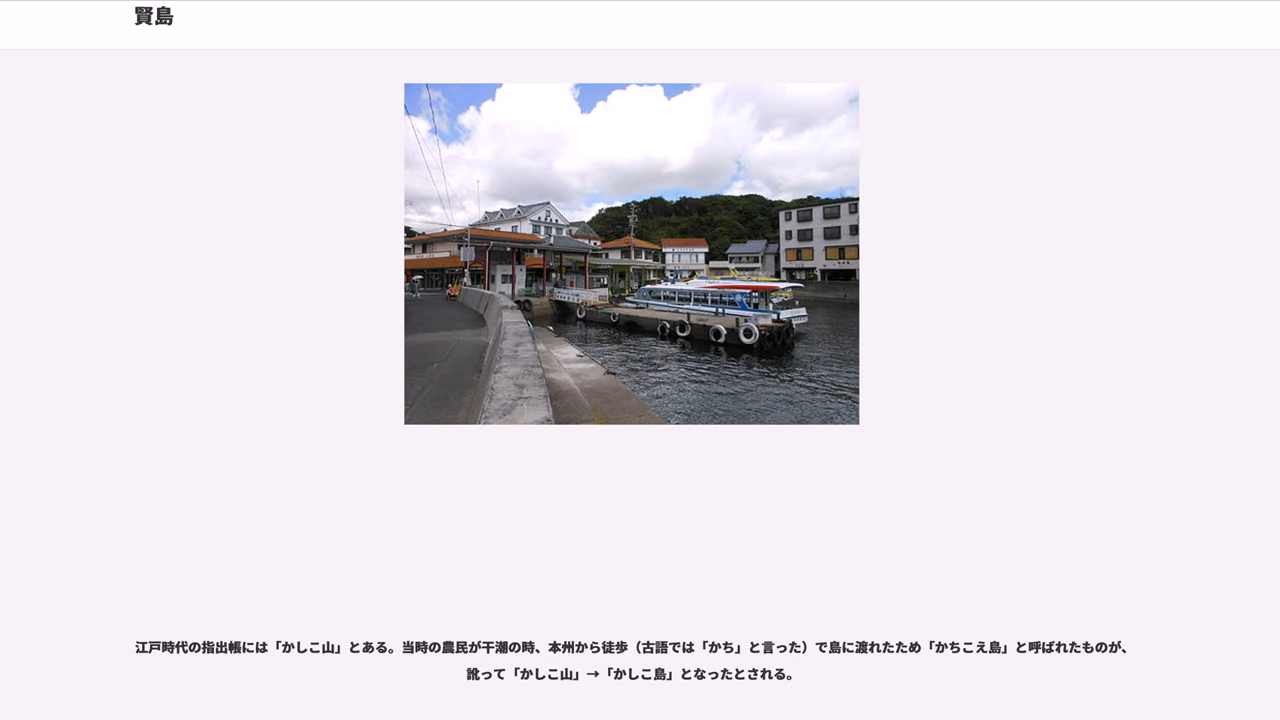 賢島
江戸時代の指出帳には「かしこ山」とある。当時の農民が干潮の時、本州から徒歩（古語では「かち」と言った）で島に渡れたため「かちこえ島」と呼ばれたものが、
訛って「かしこ山」→「かしこ島」となったとされる。